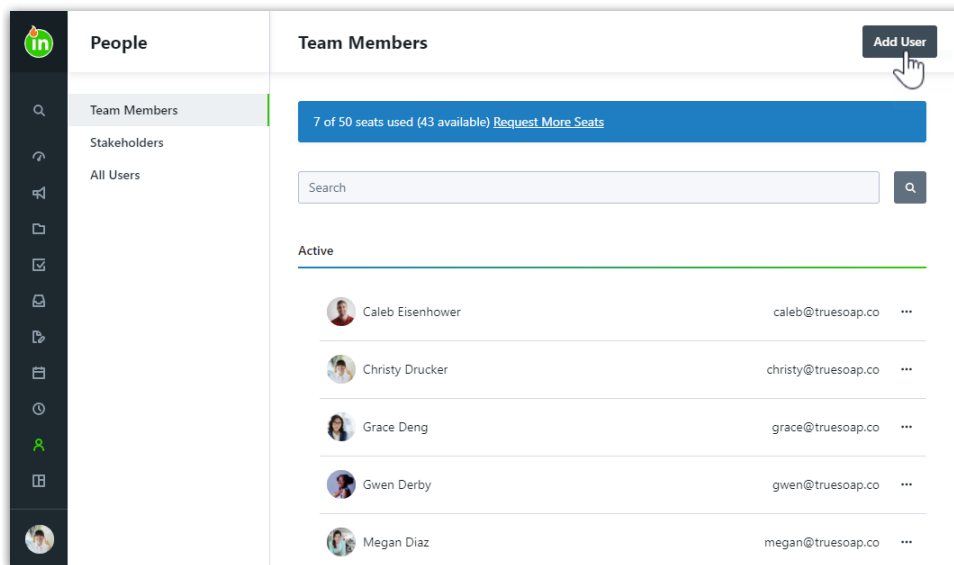 in
People
Team Members
Add User
Team Members
Stakeholders
All Users
7 of 50 seats used (43 available) Request More Seats
Search
Active
Caleb Eisenhower caleb@truesoap.co
Christy Drucker christy@truesoap.co
Grace Deng grace@truesoap.co
Gwen Derby gwen@truesoap.co
Megan Diaz megan@truesoap.co